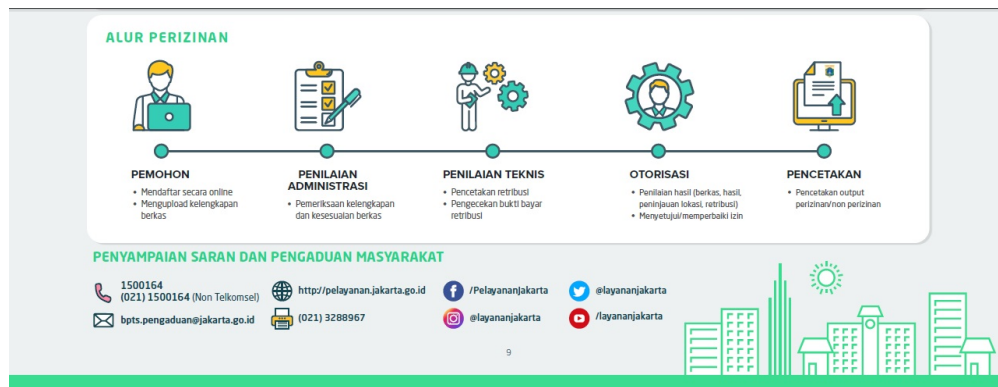 ALUR PERIZINAN
PEMOHON
• Mendaftar secara online
• Mengupload kelengkapan
berkas
PENILAIAN
ADMINISTRASI
• Pemeriksaan kelengkapan
dan kesesuaian berkas
PENILAIAN TEKNIS
• Pencetakan retribusi
• Pengecekan bukti bayar
retribusi
OTORISASI
• Penilaian hasil (berkas, hasil,
peninjauan lokasi, retribusi)
• Menyetujui/memperbaiki izin
PENCETAKAN
• Pencetakan output
perizinan/non perizinan
PENYAMPAIAN SARAN DAN PENGADUAN MASYARAKAT
1500164
(021) 1500164 (Non Telkomsel)
bpts.pengaduan@jakarta.go.id
http://pelayanan.jakarta.go.id
(021) 3288967
/PelayananJakarta
@layananjakarta
@layananjakarta
/layananjakarta
9